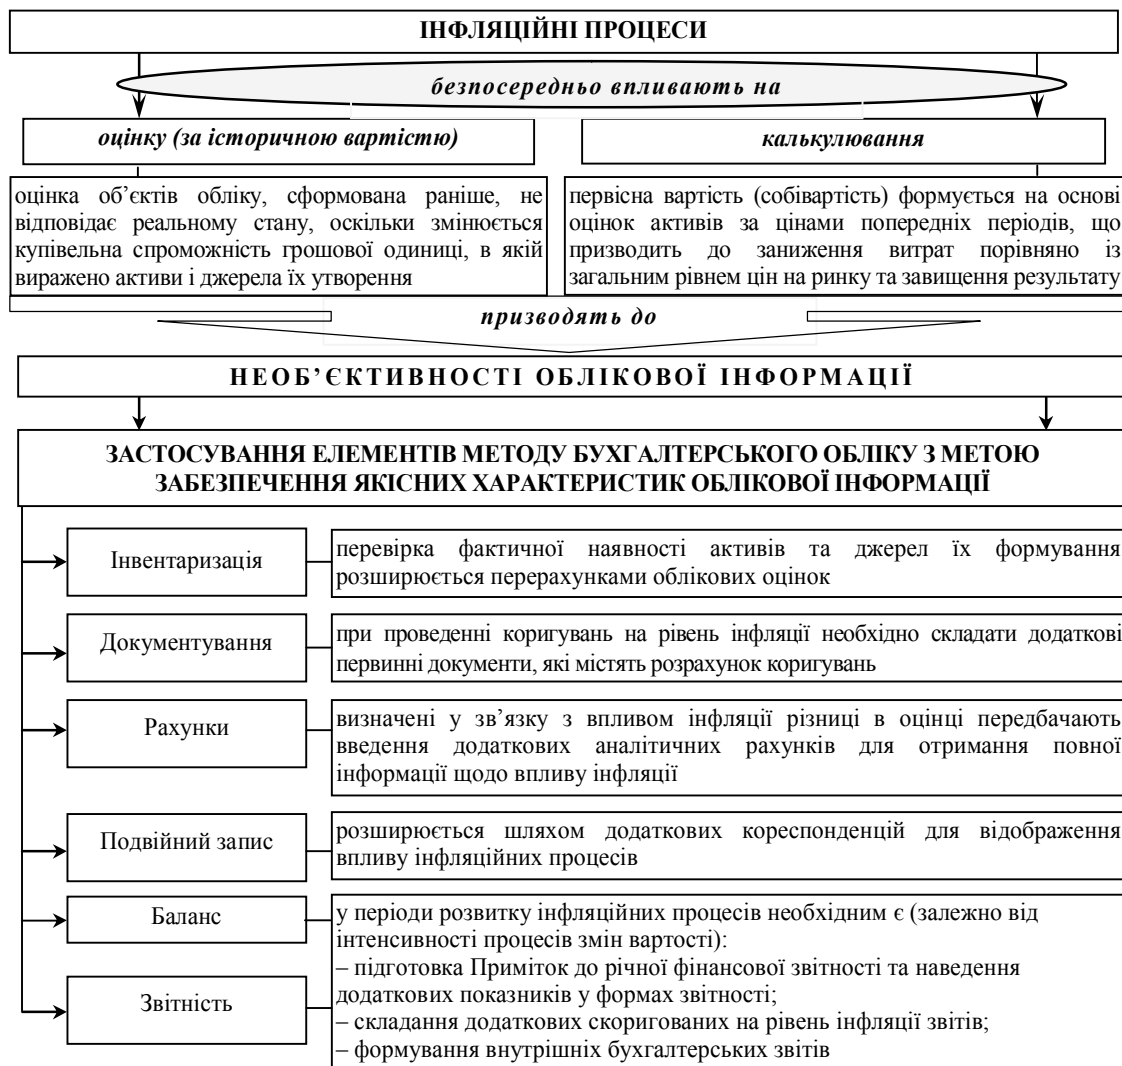 ІНФЛЯЦІЙНІ ПРОЦЕСИ
безпосередньо впливають на
оцінку (за історичною вартістю)
калькулювання
оцінка об’єктів обліку, сформована раніше, не
відповідає реальному стану, оскільки змінюється
купівельна спроможність грошової одиниці, в якій
виражено активи і джерела їх утворення
первісна вартість (собівартість) формується на основі
оцінок активів за цінами попередніх періодів, що
призводить до заниження витрат порівняно із
загальним рівнем цін на ринку та завищення результату
призводять до
НЕОБ’ЄКТИВНОСТІ ОБЛІКОВОЇ ІНФОРМАЦІЇ
ЗАСТОСУВАННЯ ЕЛЕМЕНТІВ МЕТОДУ БУХГАЛТЕРСЬКОГО ОБЛІКУ З МЕТОЮ
ЗАБЕЗПЕЧЕННЯ ЯКІСНИХ ХАРАКТЕРИСТИК ОБЛІКОВОЇ ІНФОРМАЦІЇ
Інвентаризація
перевірка фактичної наявності активів та джерел їх формування
розширюється перерахунками облікових оцінок
Документування
при проведенні коригувань на рівень інфляції необхідно складати додаткові
первинні документи, які містять розрахунок коригувань
Рахунки
визначені у зв’язку з впливом інфляції різниці в оцінці передбачають
введення додаткових аналітичних рахунків для отримання повної
інформації щодо впливу інфляції
Подвійний запис
розширюється шляхом додаткових кореспонденцій для відображення
впливу інфляційних процесів
Баланс
Звітність
у періоди розвитку інфляційних процесів необхідним є (залежно від
інтенсивності процесів змін вартості):
– підготовка Приміток до річної фінансової звітності та наведення
додаткових показників у формах звітності;
– складання додаткових скоригованих на рівень інфляції звітів;
– формування внутрішніх бухгалтерських звітів